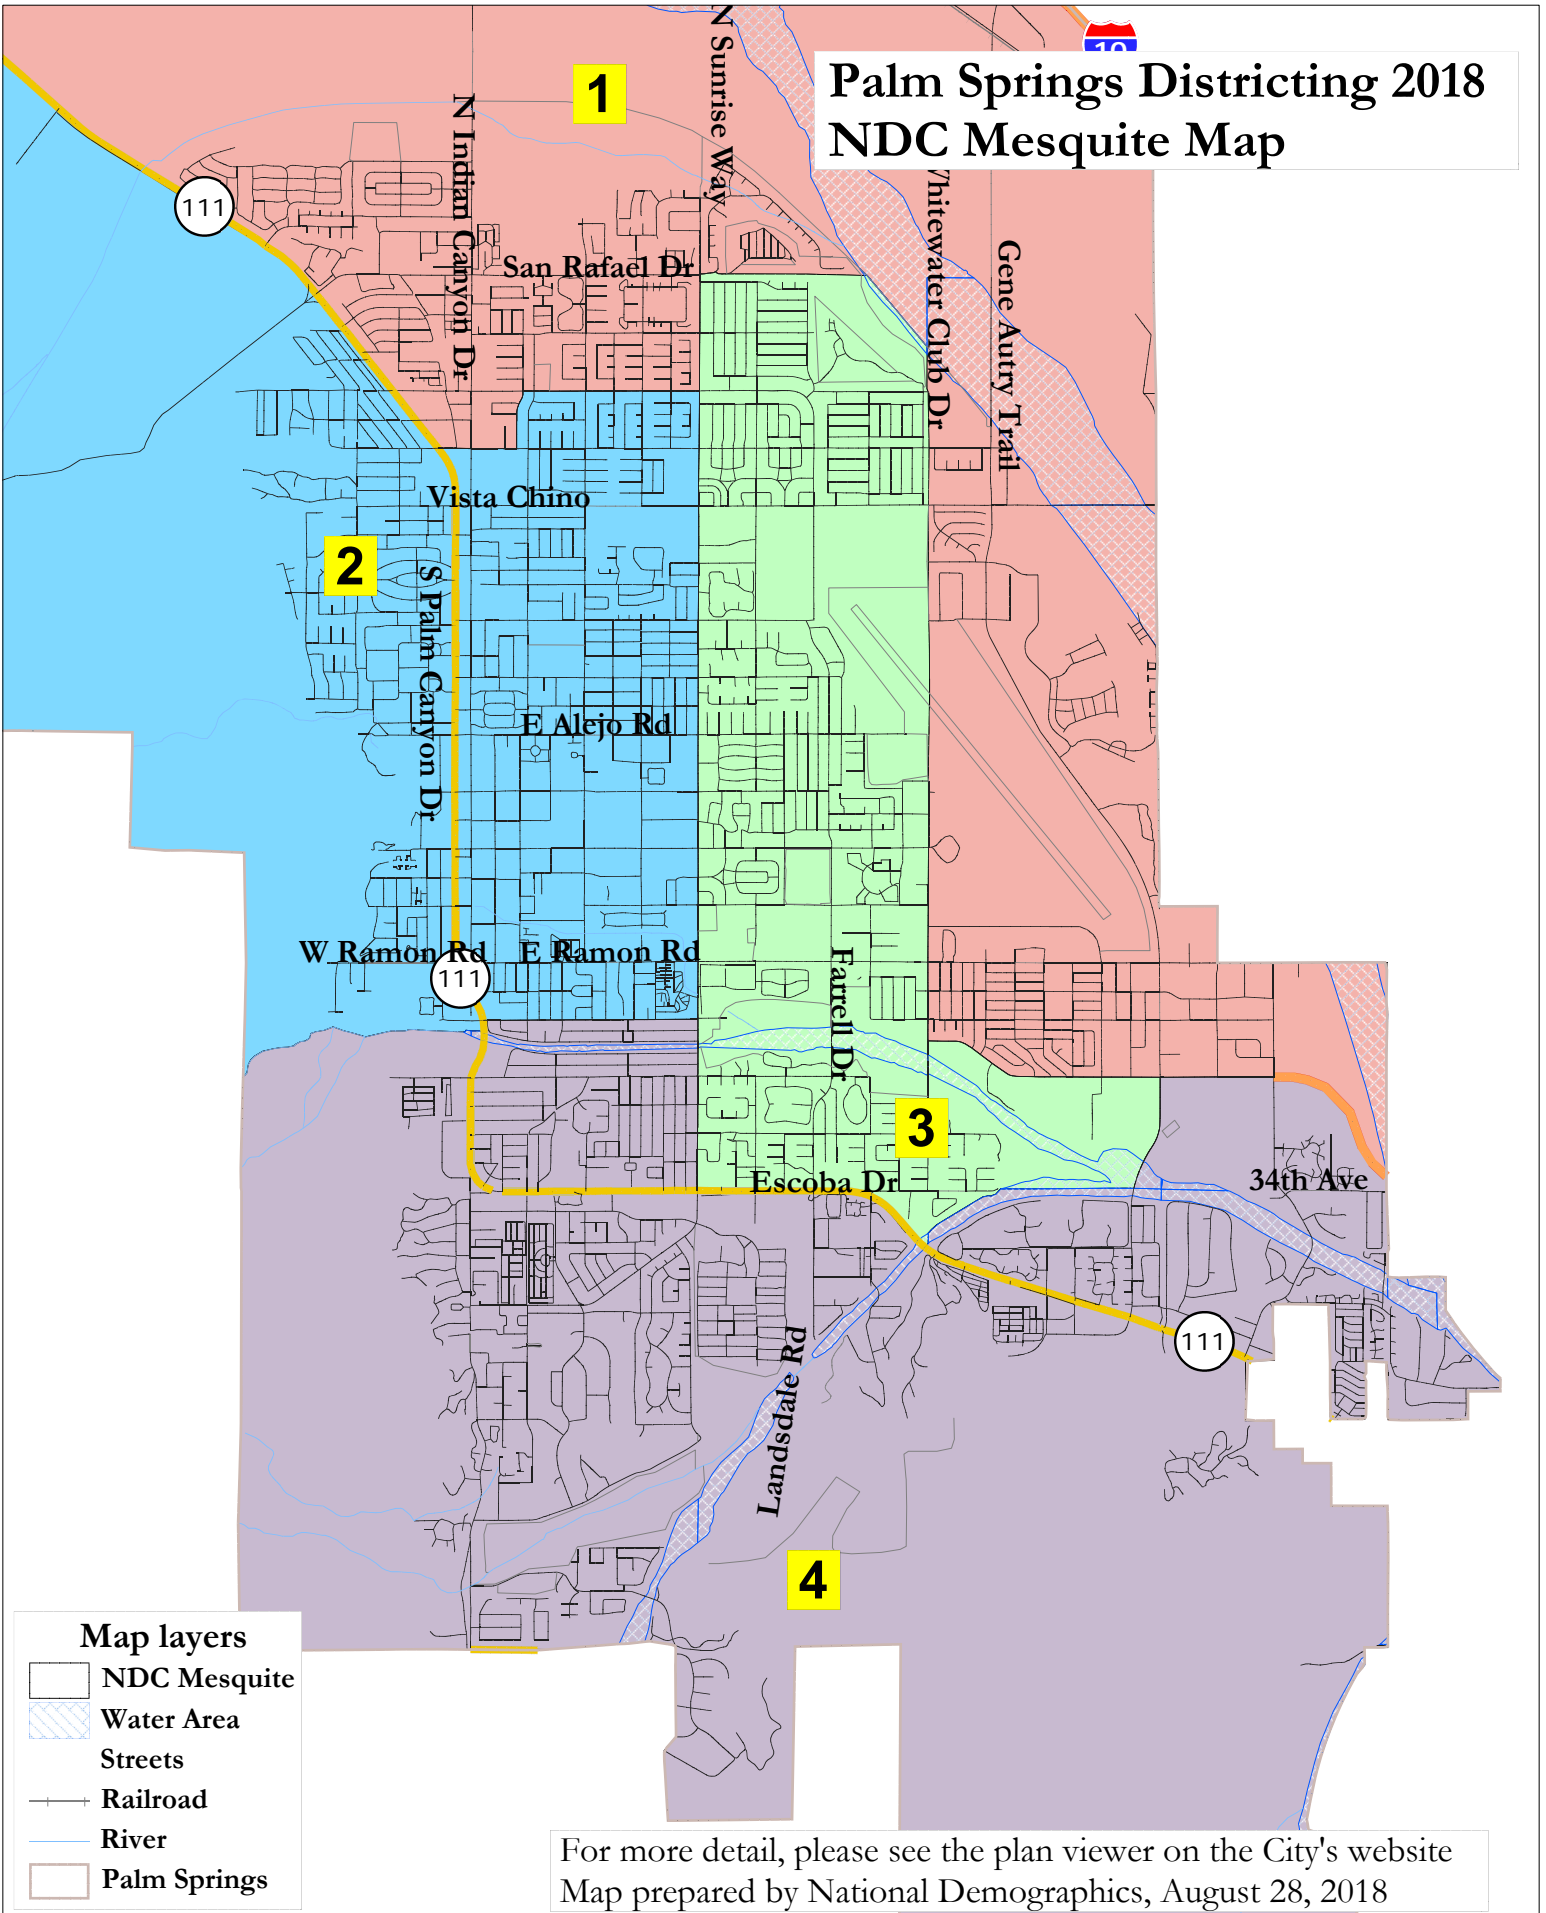 N Sunrise Way
10
Palm Springs Districting 2018
NDC Mesquite Map
1
N Indian Canyon Dr
111
San Rafael Dr
Whitewater Club Dr
Gene Autry Trail
Vista Chino
2
S Palm Canyon Dr
E Alejo Rd
W Ramon Rd
E Ramon Rd
111
Farrell Dr
3
Escoba Dr
34th Ave
111
Landsdale Rd
4
Map layers
NDC Mesquite
Water Area
Streets
Railroad
River
Palm Springs
For more detail, please see the plan viewer on the City's website
Map prepared by National Demographics, August 28, 2018